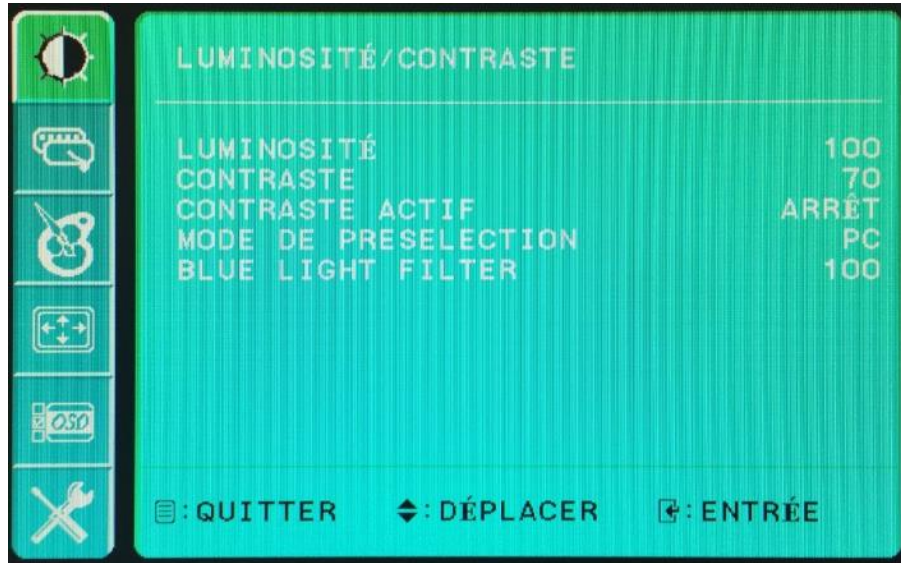 LUMINOSITÉ/CONTRASTE
LUMINOSITÉ 100
CONTRASTE 70
CONTRASTE ACTIF ARRÊT
MODE DE PRESELECTION PC
BLUE LIGHT FILTER 100
OSD
:QUITTER :DÉPLACER :ENTRÉE